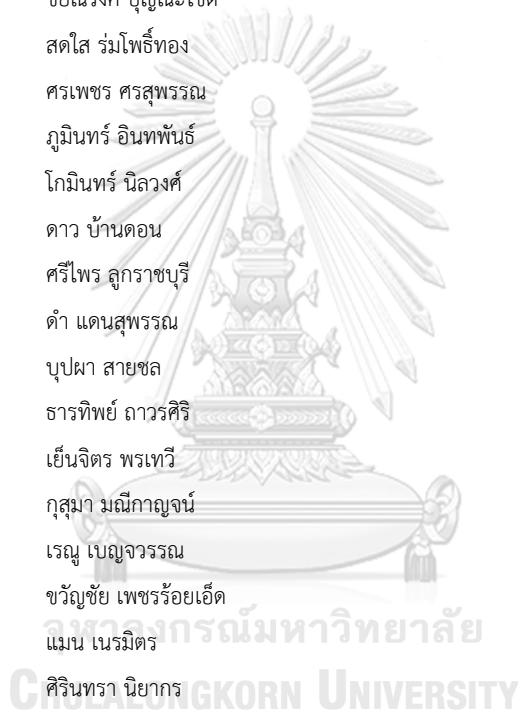 สดใส ร่มโพธิ์ทอง
ศรเพชร ศรสุพรรณ
ภูมินทร์ อินทพันธ์
โกมินทร์ นิลวงศ์
ดาว บ้านดอน
ศรีไพร ลูกราชบุรี
ดำ แดนสุพรรณ
บุปผา สายชล
ธารทิพย์ ถาวรศิริ
เย็นจิตร พรเทวี
กุสุมา มณีกาญจน์
เรณู เบญจวรรณ
ขวัญชัย เพชรร้อยเอ็ด
จุฬาลงกรณ์มหาวิทยาลัย
แมน เนรมิตร
ศิรินทรา นิยากร
CHULALONGKORN UNIVERSITY